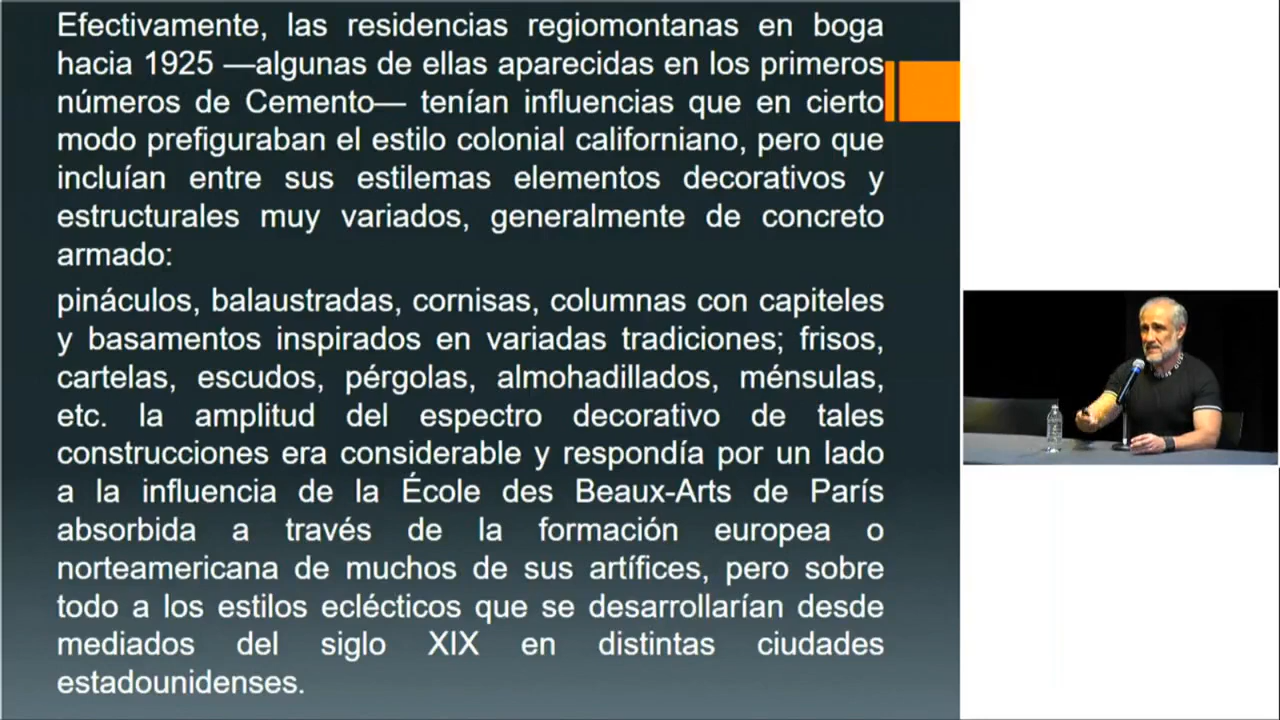 Efectivamente, las residencias regiomontanas en boga
hacia 1925 —algunas de ellas aparecidas en los primeros
números de Cemento— tenían influencias que en cierto
modo prefiguraban el estilo colonial californiano, pero que
incluían entre sus estilemas elementos decorativos y
estructurales muy variados, generalmente de concreto
armado:
pináculos, balaustradas, cornisas, columnas con capiteles
y basamentos inspirados en variadas tradiciones; frisos,
cartelas, escudos, pérgolas, almohadillados, ménsulas,
etc. la amplitud del espectro decorativo de tales
construcciones era considerable y respondía por un lado
a la influencia de la École des Beaux-Arts de París
absorbida a través de la formación europea o
norteamericana de muchos de sus artífices, pero sobre
todo a los estilos eclécticos que se desarrollarían desde
mediados del siglo XIX en distintas ciudades
estadounidenses.